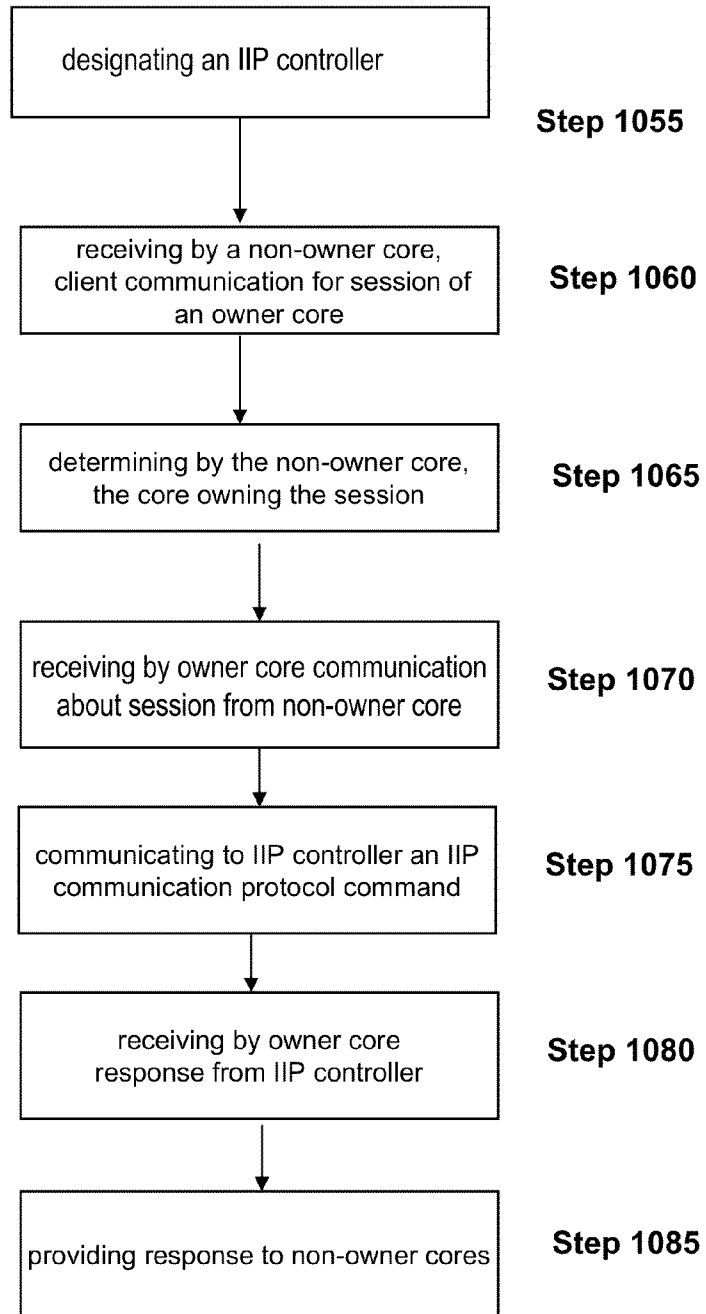 designating an IIP controller
Step 1055
receiving by a non-owner core,
client communication for session of
an owner core
Step 1060
determining by the non-owner core,
the core owning the session
Step 1065
receiving by owner core communication
about session from non-owner core
Step 1070
communicating to IIP controller an IIP
communication protocol command
Step 1075
receiving by owner core
response from IIP controller
Step 1080
providing response to non-owner cores
Step 1085